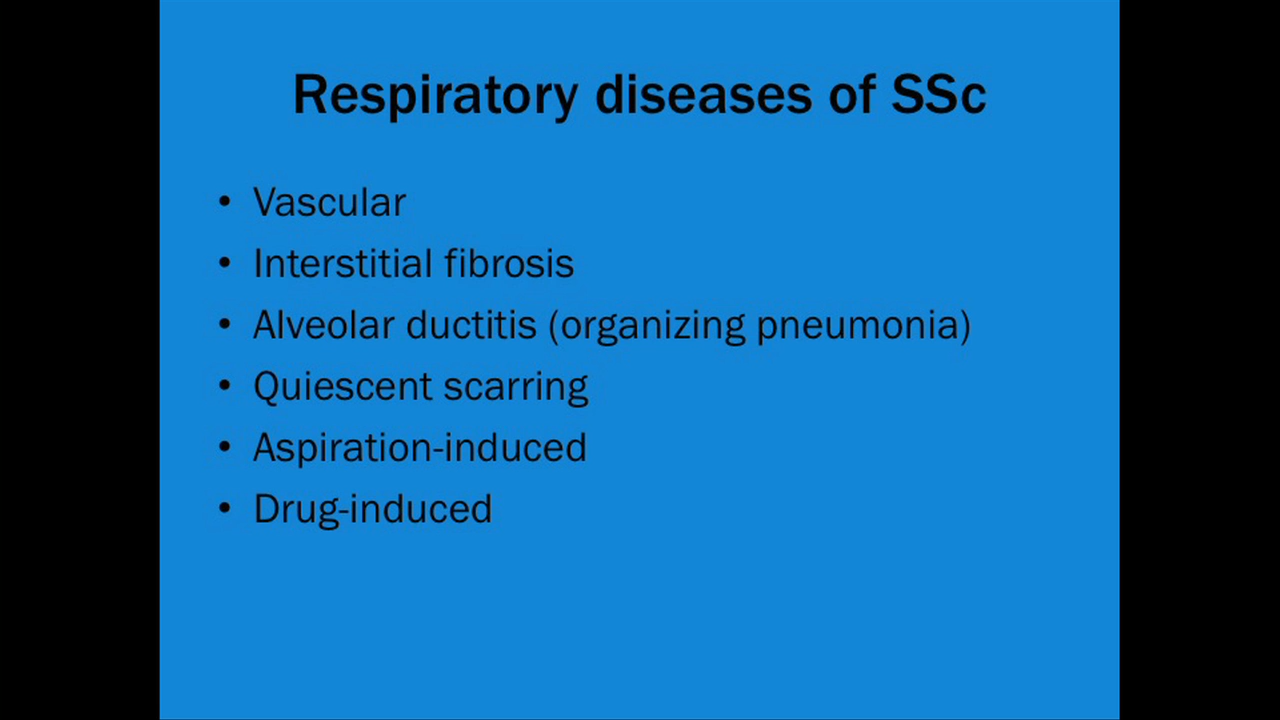 Respiratory diseases of SSc
• Vascular
• Interstitial fibrosis
• Alveolar ductitis (organizing pneumonia)
• Quiescent scarring
• Aspiration-induced
• Drug-induced